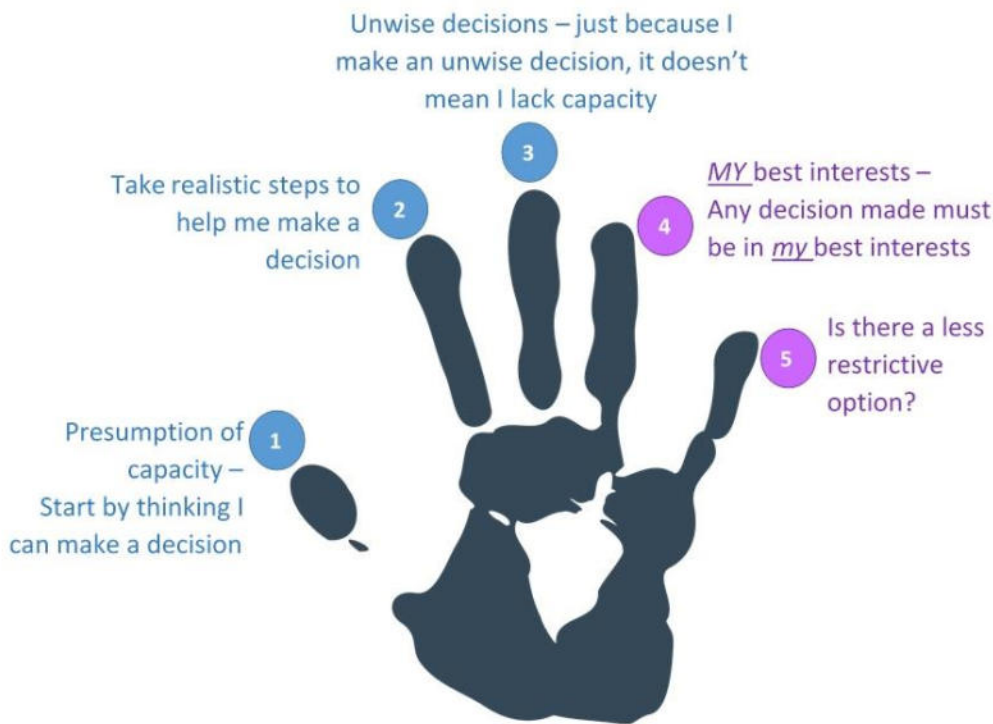 Unwise decisions – just because I
make an unwise decision, it doesn't
mean I lack capacity
3
Take realistic steps to
help me make a
decision
2
MY best interests –
Any decision made must
be in my best interests
4
Is there a less
restrictive
option?
5
Presumption of
capacity –
Start by thinking I
can make a decision
1